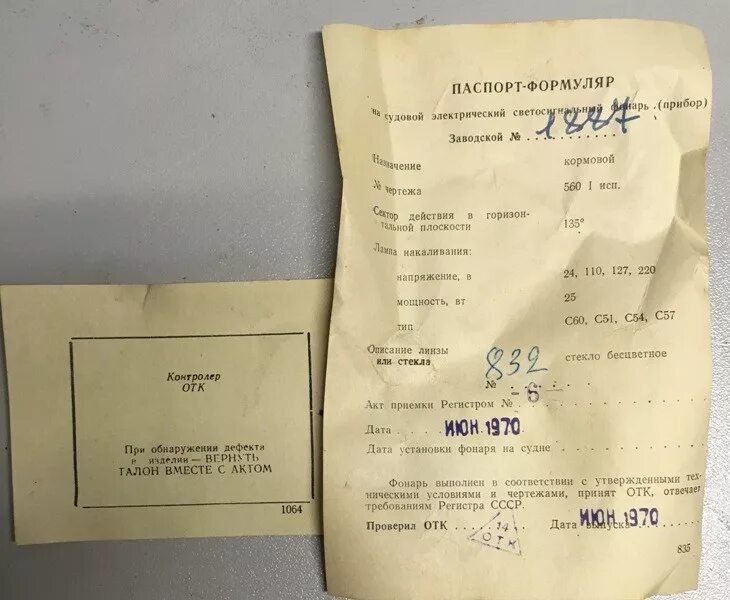 Контролер
ОТК
При обнаружении дефекта
в изделии — ВЕРНУТЬ
ТАЛОН ВМЕСТЕ С АКТОМ
1064
ПАСПОРТ-ФОРМУЛЯР
на судовой электрический светосигнальный фонарь (прибор)
Заводской № 1887
Назначение кормовой
№ чертежа 560 I исп.
Сектор действия в горизон-
тальной плоскости 135°
Лампа накаливания:
напряжение, в 24, 110, 127, 220
мощность, вт 25
тип С60, С51, С54, С57
Описание линзы
или стекла стекло бесцветное
№ 832
Акт приемки Регистром № -6
Дата ИЮН 1970
Дата установки фонаря на судне
Фонарь выполнен в соответствии с утвержденными тех-
ническими условиями и чертежами, принят ОТК, отвечает
требованиям Регистра СССР.
Проверил ОТК 14 ОТК Дата выпуска ИЮН 1970
835